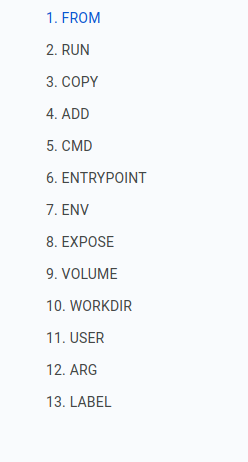 1. FROM
2. RUN
3. COPY
4. ADD
5. CMD
6. ENTRYPOINT
7. ENV
8. EXPOSE
9. VOLUME
10. WORKDIR
11. USER
12. ARG
13. LABEL